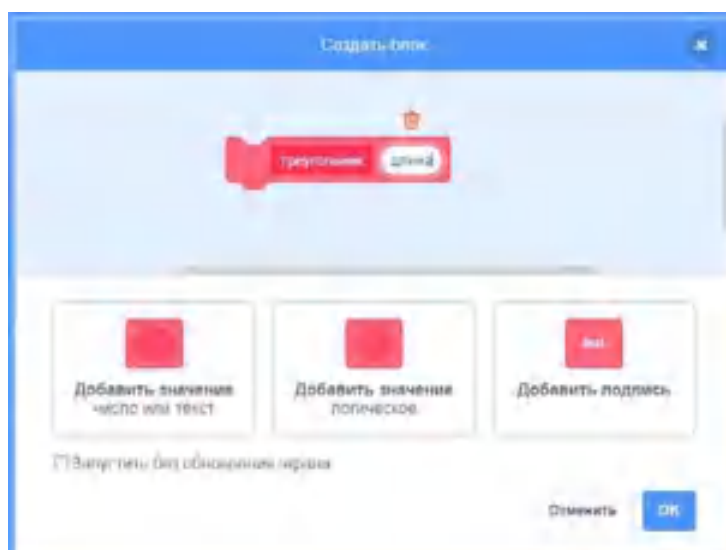 Создать блок
треугольник длина
Добавить значение
число или текст
Добавить значение
логическое
Добавить подпись
Запустить без обновления экрана
Отменить
OK